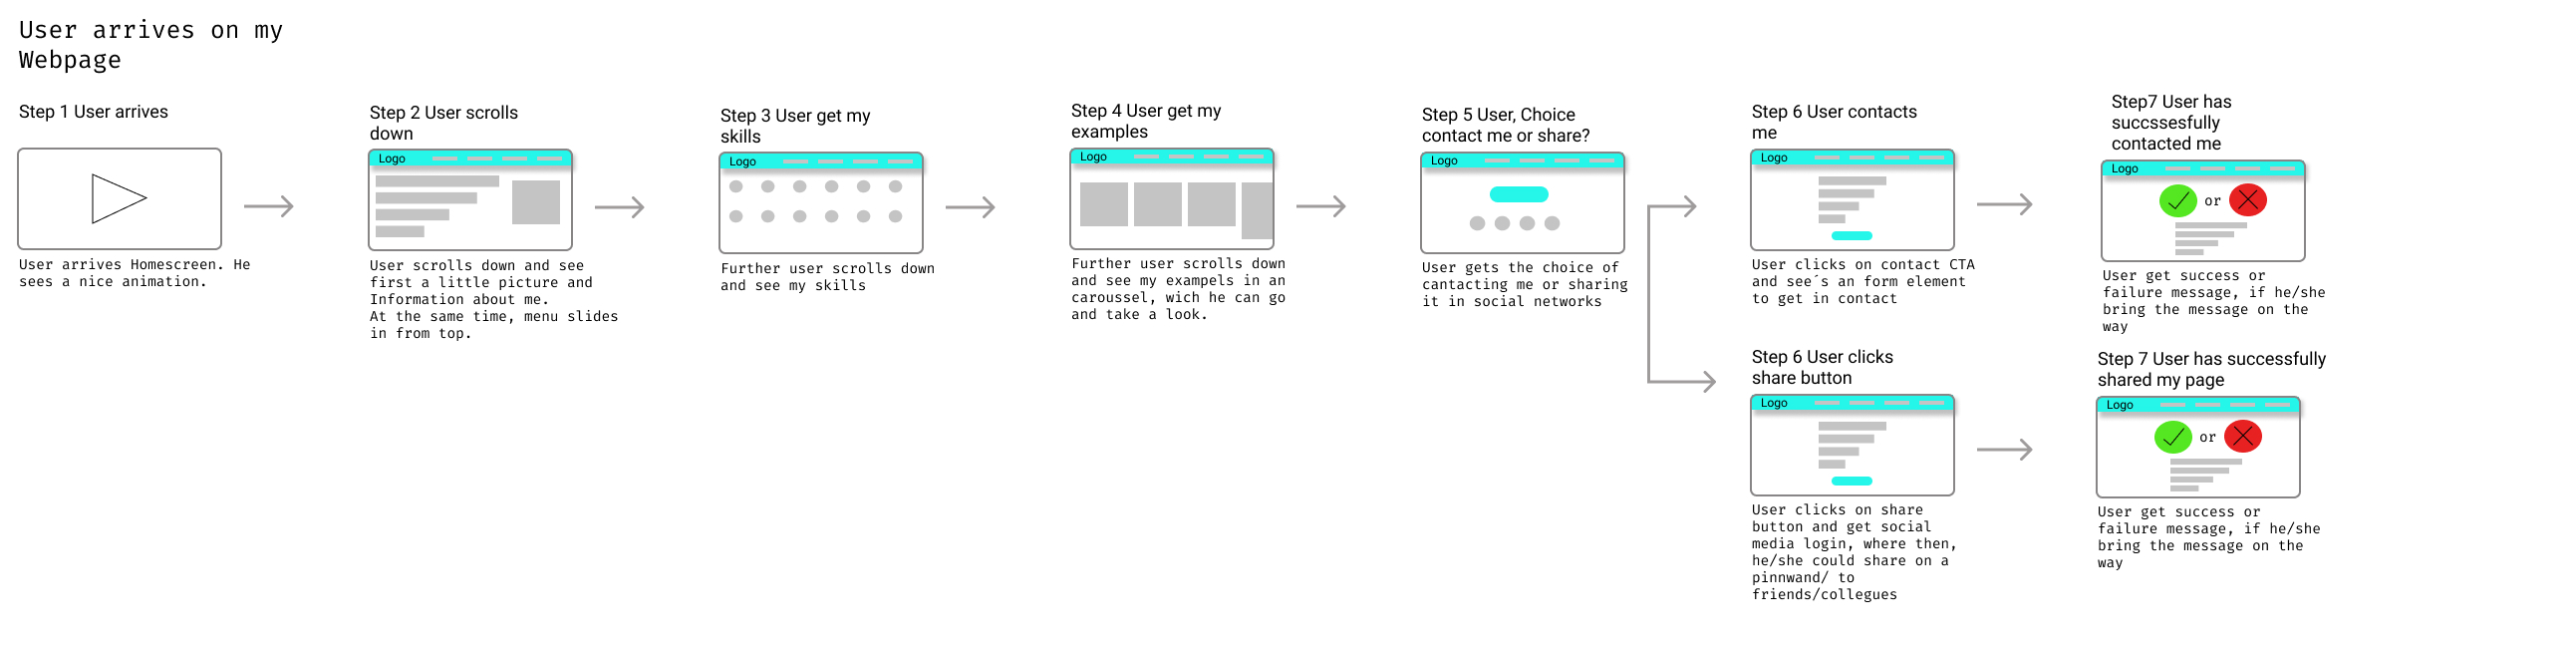 User arrives on my
Webpage
Step 1 User arrives
User arrives Homescreen. He
sees a nice animation.
Step 2 User scrolls
down
Logo
User scrolls down and see
first a little picture and
Information about me.
At the same time, menu slides
in from top.
Step 3 User get my
skills
Logo
Further user scrolls down
and see my skills
Step 4 User get my
examples
Logo
Further user scrolls down
and see my exampels in an
caroussel, wich he can go
and take a look.
Step 5 User, Choice
contact me or share?
Logo
User gets the choice of
cantacting me or sharing
it in social networks
Step 6 User contacts
me
Logo
User clicks on contact CTA
and see´s an form element
to get in contact
Step7 User has
succssesfully
contacted me
Logo
or
User get success or
failure message, if he/she
bring the message on the
way
Step 6 User clicks
share button
Logo
User clicks on share
button and get social
media login, where then,
he/she could share on a
pinnwand/ to
friends/collegues
Step 7 User has successfully
shared my page
Logo
or
User get success or
failure message, if he/she
bring the message on the
way